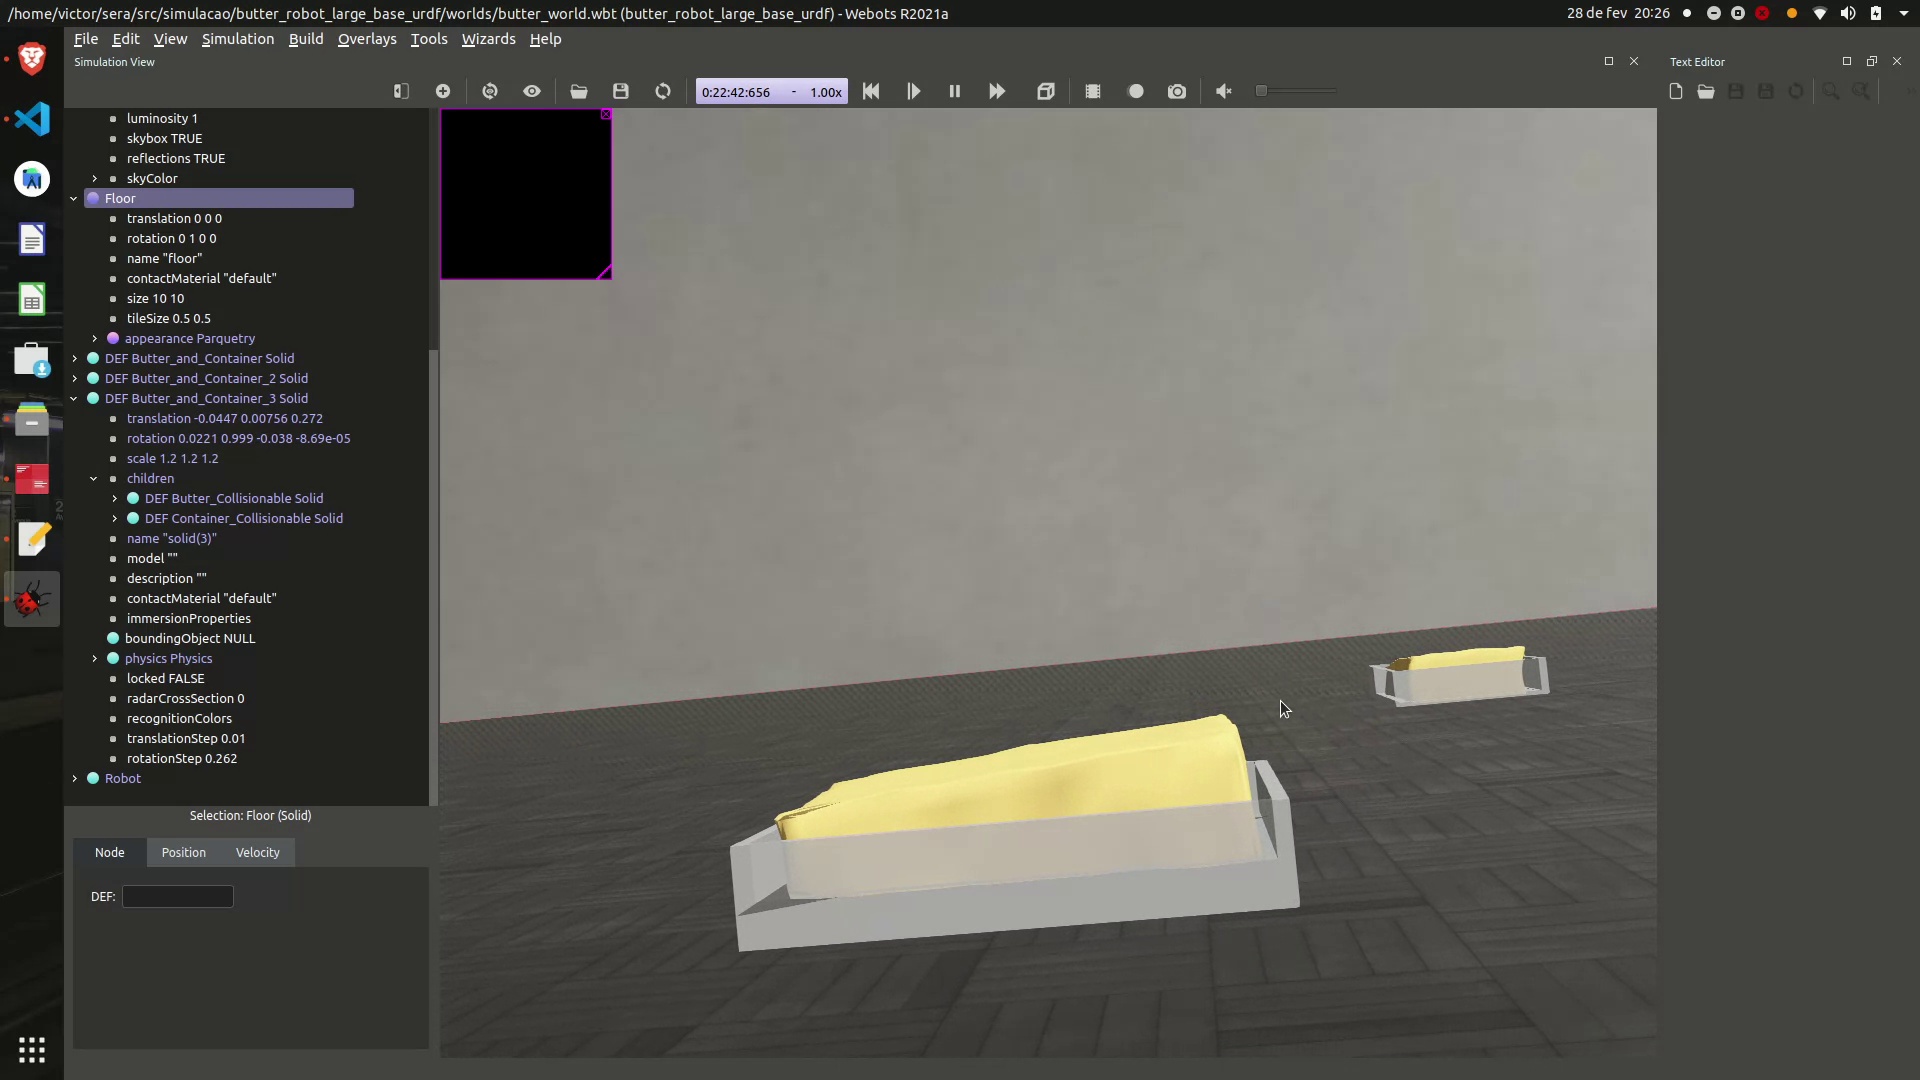 /home/victor/sera/src/simulacao/butter_robot_large_base_urdf/worlds/butter_world.wbt (butter_robot_large_base_urdf) - Webots R2021a
28 de fev 20:26
File Edit View Simulation Build Overlays Tools Wizards Help
Simulation View
Text Editor
0:22:42:656 - 1.00x
luminosity 1
skybox TRUE
reflections TRUE
skyColor
Floor
translation 0 0 0
rotation 0 1 0 0
name "floor"
contactMaterial "default"
size 10 10
tileSize 0.5 0.5
appearance Parquetry
DEF Butter_and_Container Solid
DEF Butter_and_Container_2 Solid
DEF Butter_and_Container_3 Solid
translation -0.0447 0.00756 0.272
rotation 0.0221 0.999 -0.038 -8.69e-05
scale 1.2 1.2 1.2
children
DEF Butter_Collisionable Solid
DEF Container_Collisionable Solid
name "solid(3)"
model ""
description ""
contactMaterial "default"
immersionProperties
boundingObject NULL
physics Physics
locked FALSE
radarCrossSection 0
recognitionColors
translationStep 0.01
rotationStep 0.262
Robot
Selection: Floor (Solid)
Node Position Velocity
DEF: